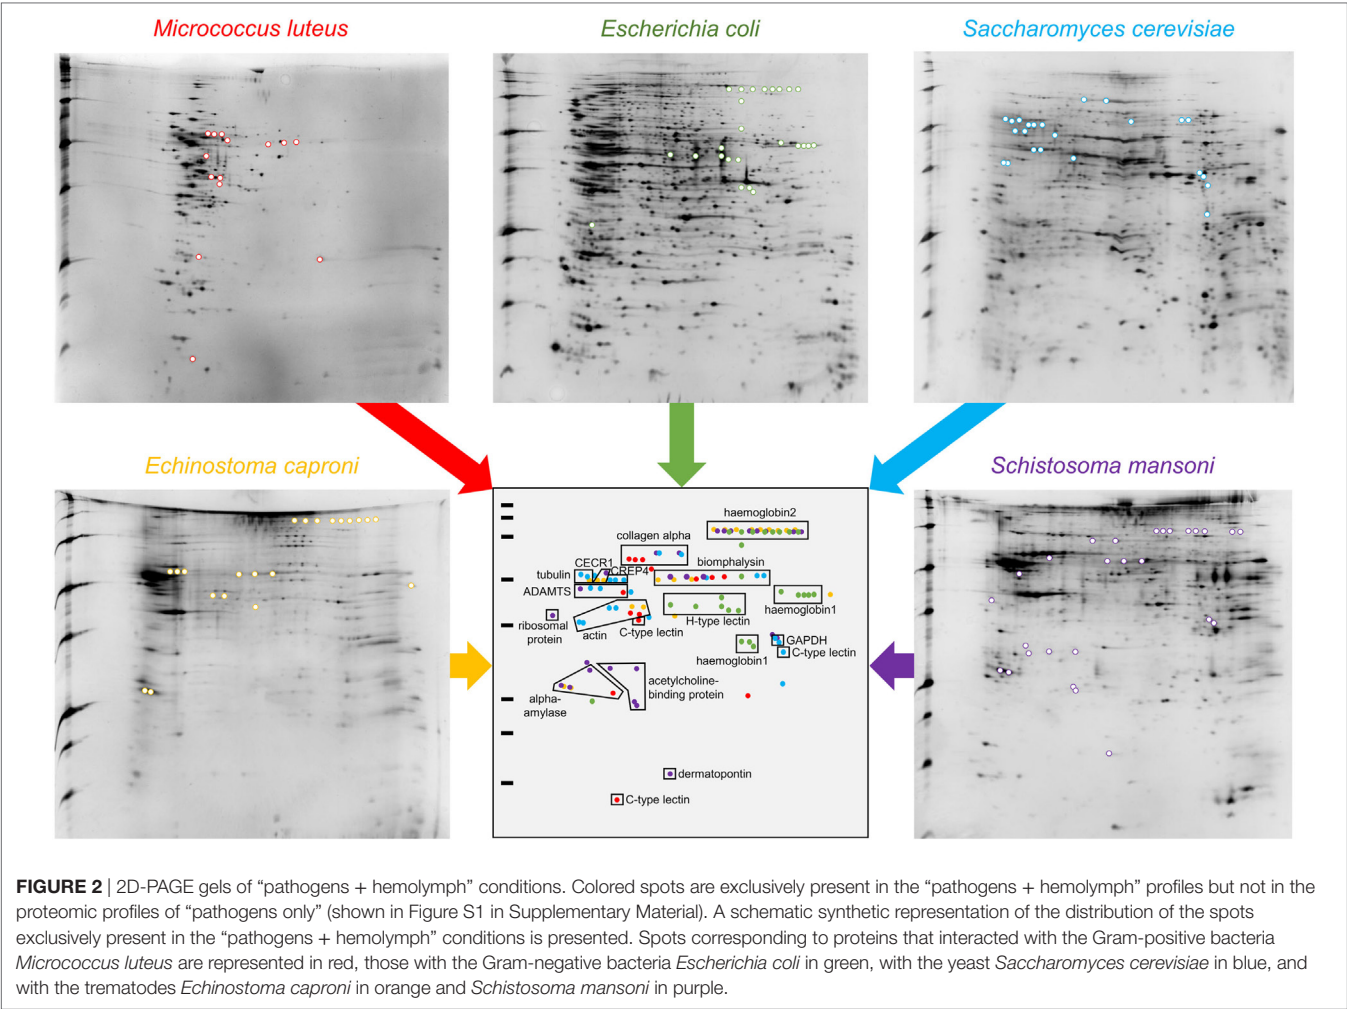 Micrococcus luteus
Escherichia coli
Saccharomyces cerevisiae
Echinostoma caproni
Schistosoma mansoni
haemoglobin2
collagen alpha
CECR1
CREP4
biomphalysin
tubulin
ADAMTS
haemoglobin1
ribosomal
protein
actin
C-type lectin
H-type lectin
GAPDH
C-type lectin
haemoglobin1
acetylcholine-
binding protein
alpha-
amylase
dermatopontin
C-type lectin
FIGURE 2 | 2D-PAGE gels of “pathogens + hemolymph” conditions. Colored spots are exclusively present in the “pathogens + hemolymph” profiles but not in the
proteomic profiles of “pathogens only” (shown in Figure S1 in Supplementary Material). A schematic synthetic representation of the distribution of the spots
exclusively present in the “pathogens + hemolymph” conditions is presented. Spots corresponding to proteins that interacted with the Gram-positive bacteria
Micrococcus luteus are represented in red, those with the Gram-negative bacteria Escherichia coli in green, with the yeast Saccharomyces cerevisiae in blue, and
with the trematodes Echinostoma caproni in orange and Schistosoma mansoni in purple.